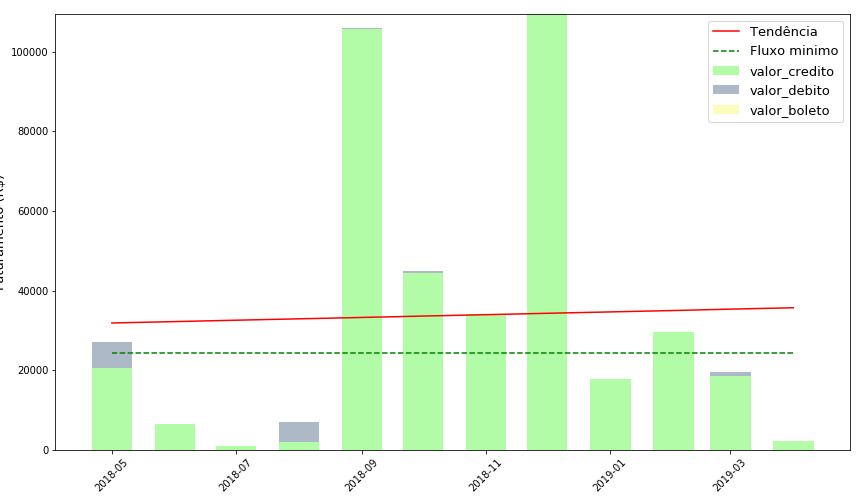 Tendência
Fluxo minimo
valor_credito
valor_debito
valor_boleto
100000
80000
60000
40000
20000
0
2018-05
2018-07
2018-09
2018-11
2019-01
2019-03